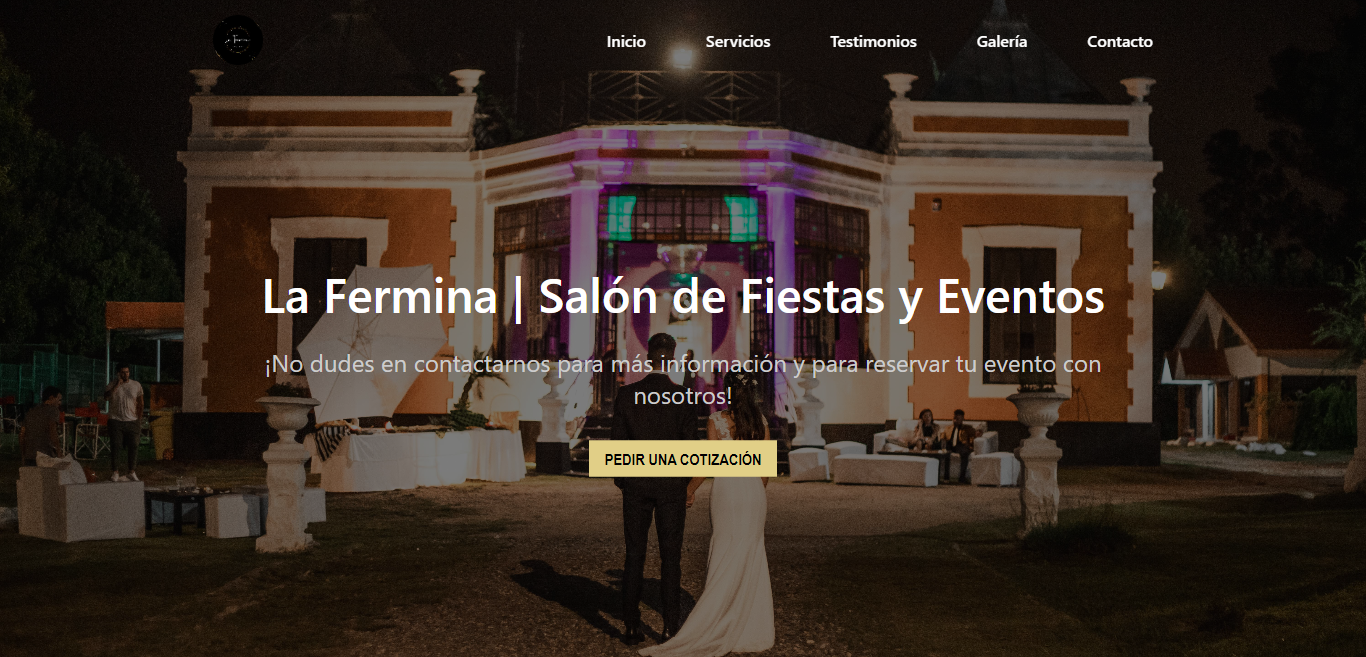 Inicio Servicios Testimonios Galería Contacto
La Fermina | Salón de Fiestas y Eventos
¡No dudes en contactarnos para más información y para reservar tu evento con
nosotros!
PEDIR UNA COTIZACIÓN